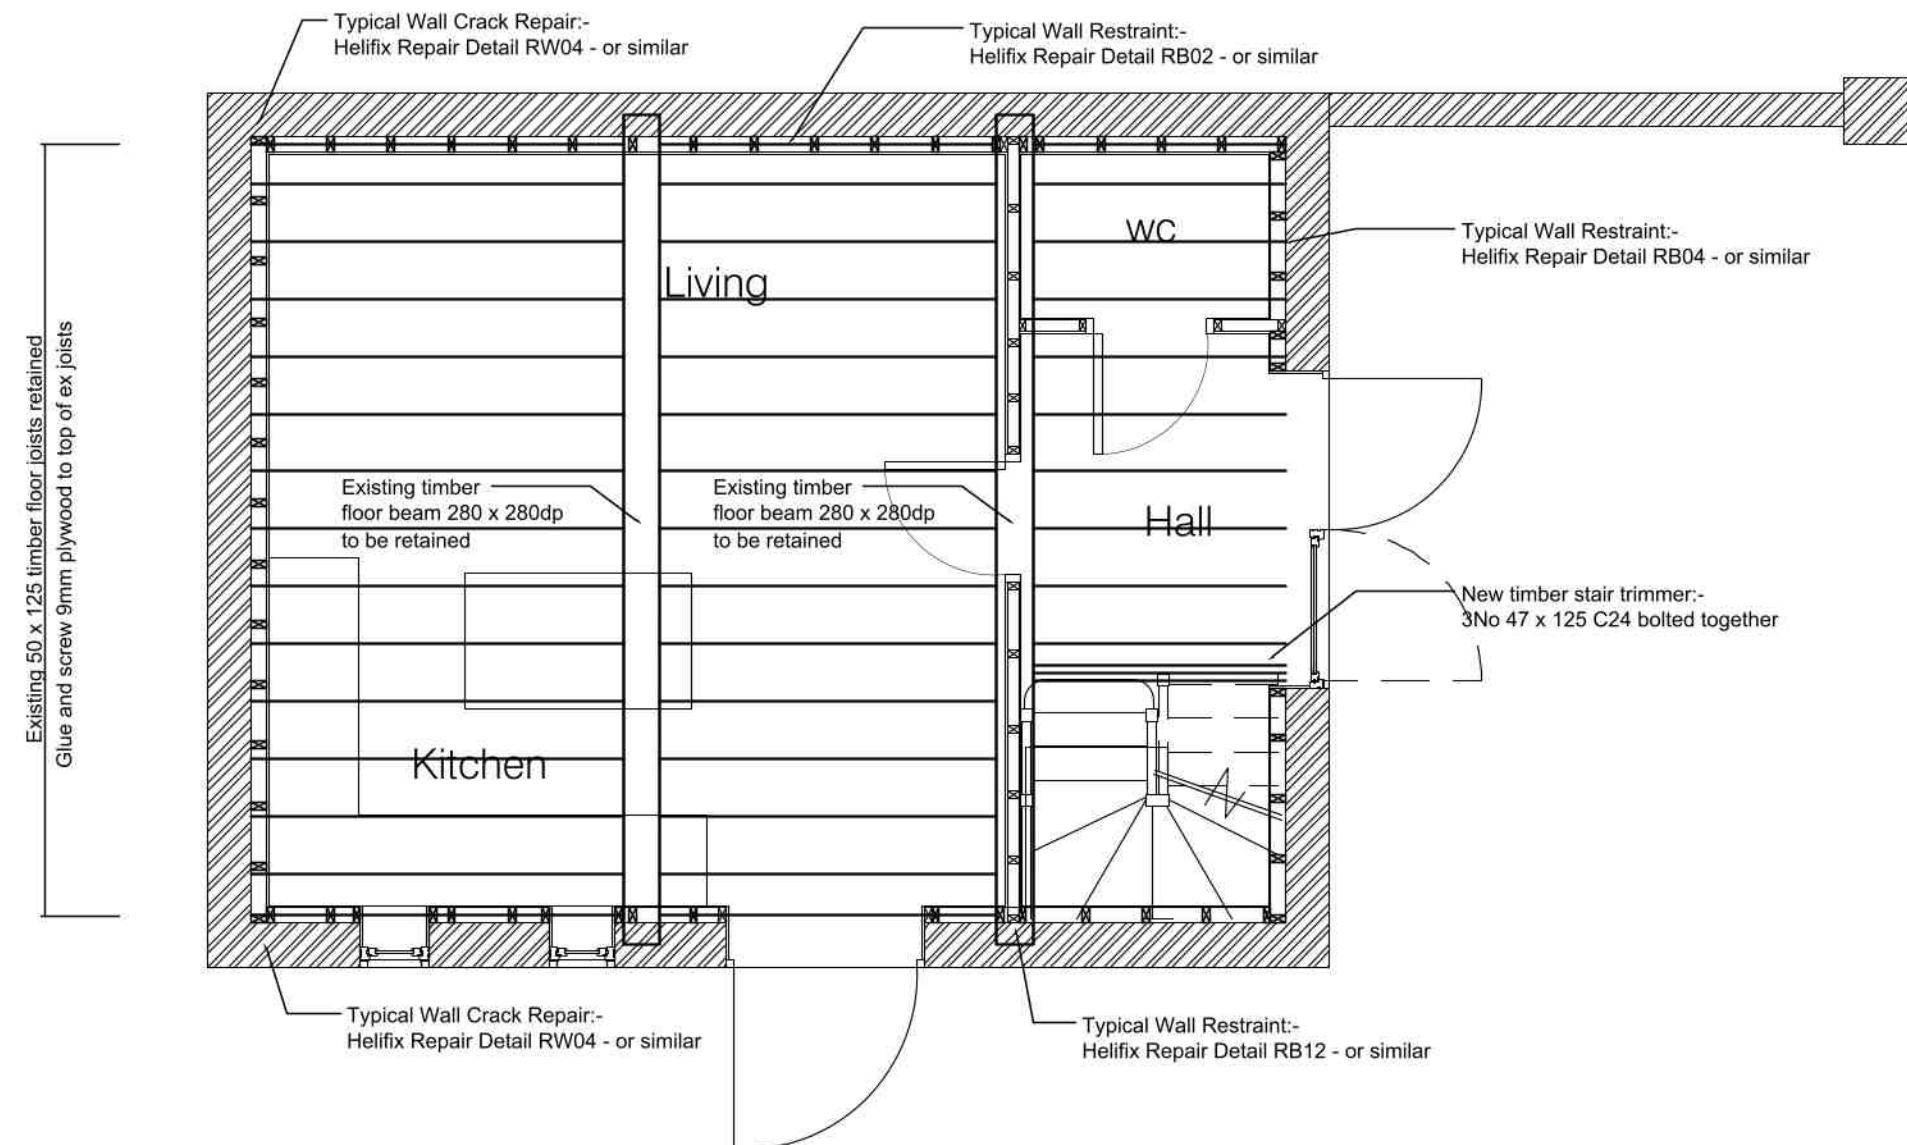 Typical Wall Crack Repair:-
Helifix Repair Detail RW04 - or similar
Typical Wall Restraint:-
Helifix Repair Detail RB02 - or similar
WC
Typical Wall Restraint:-
Helifix Repair Detail RB04 - or similar
Living
Existing 50 x 125 timber floor joists retained
Glue and screw 9mm plywood to top of ex joists
Existing timber
floor beam 280 x 280dp
to be retained
Existing timber
floor beam 280 x 280dp
to be retained
Hall
New timber stair trimmer:-
3No 47 x 125 C24 bolted together
Kitchen
Typical Wall Crack Repair:-
Helifix Repair Detail RW04 - or similar
Typical Wall Restraint:-
Helifix Repair Detail RB12 - or similar